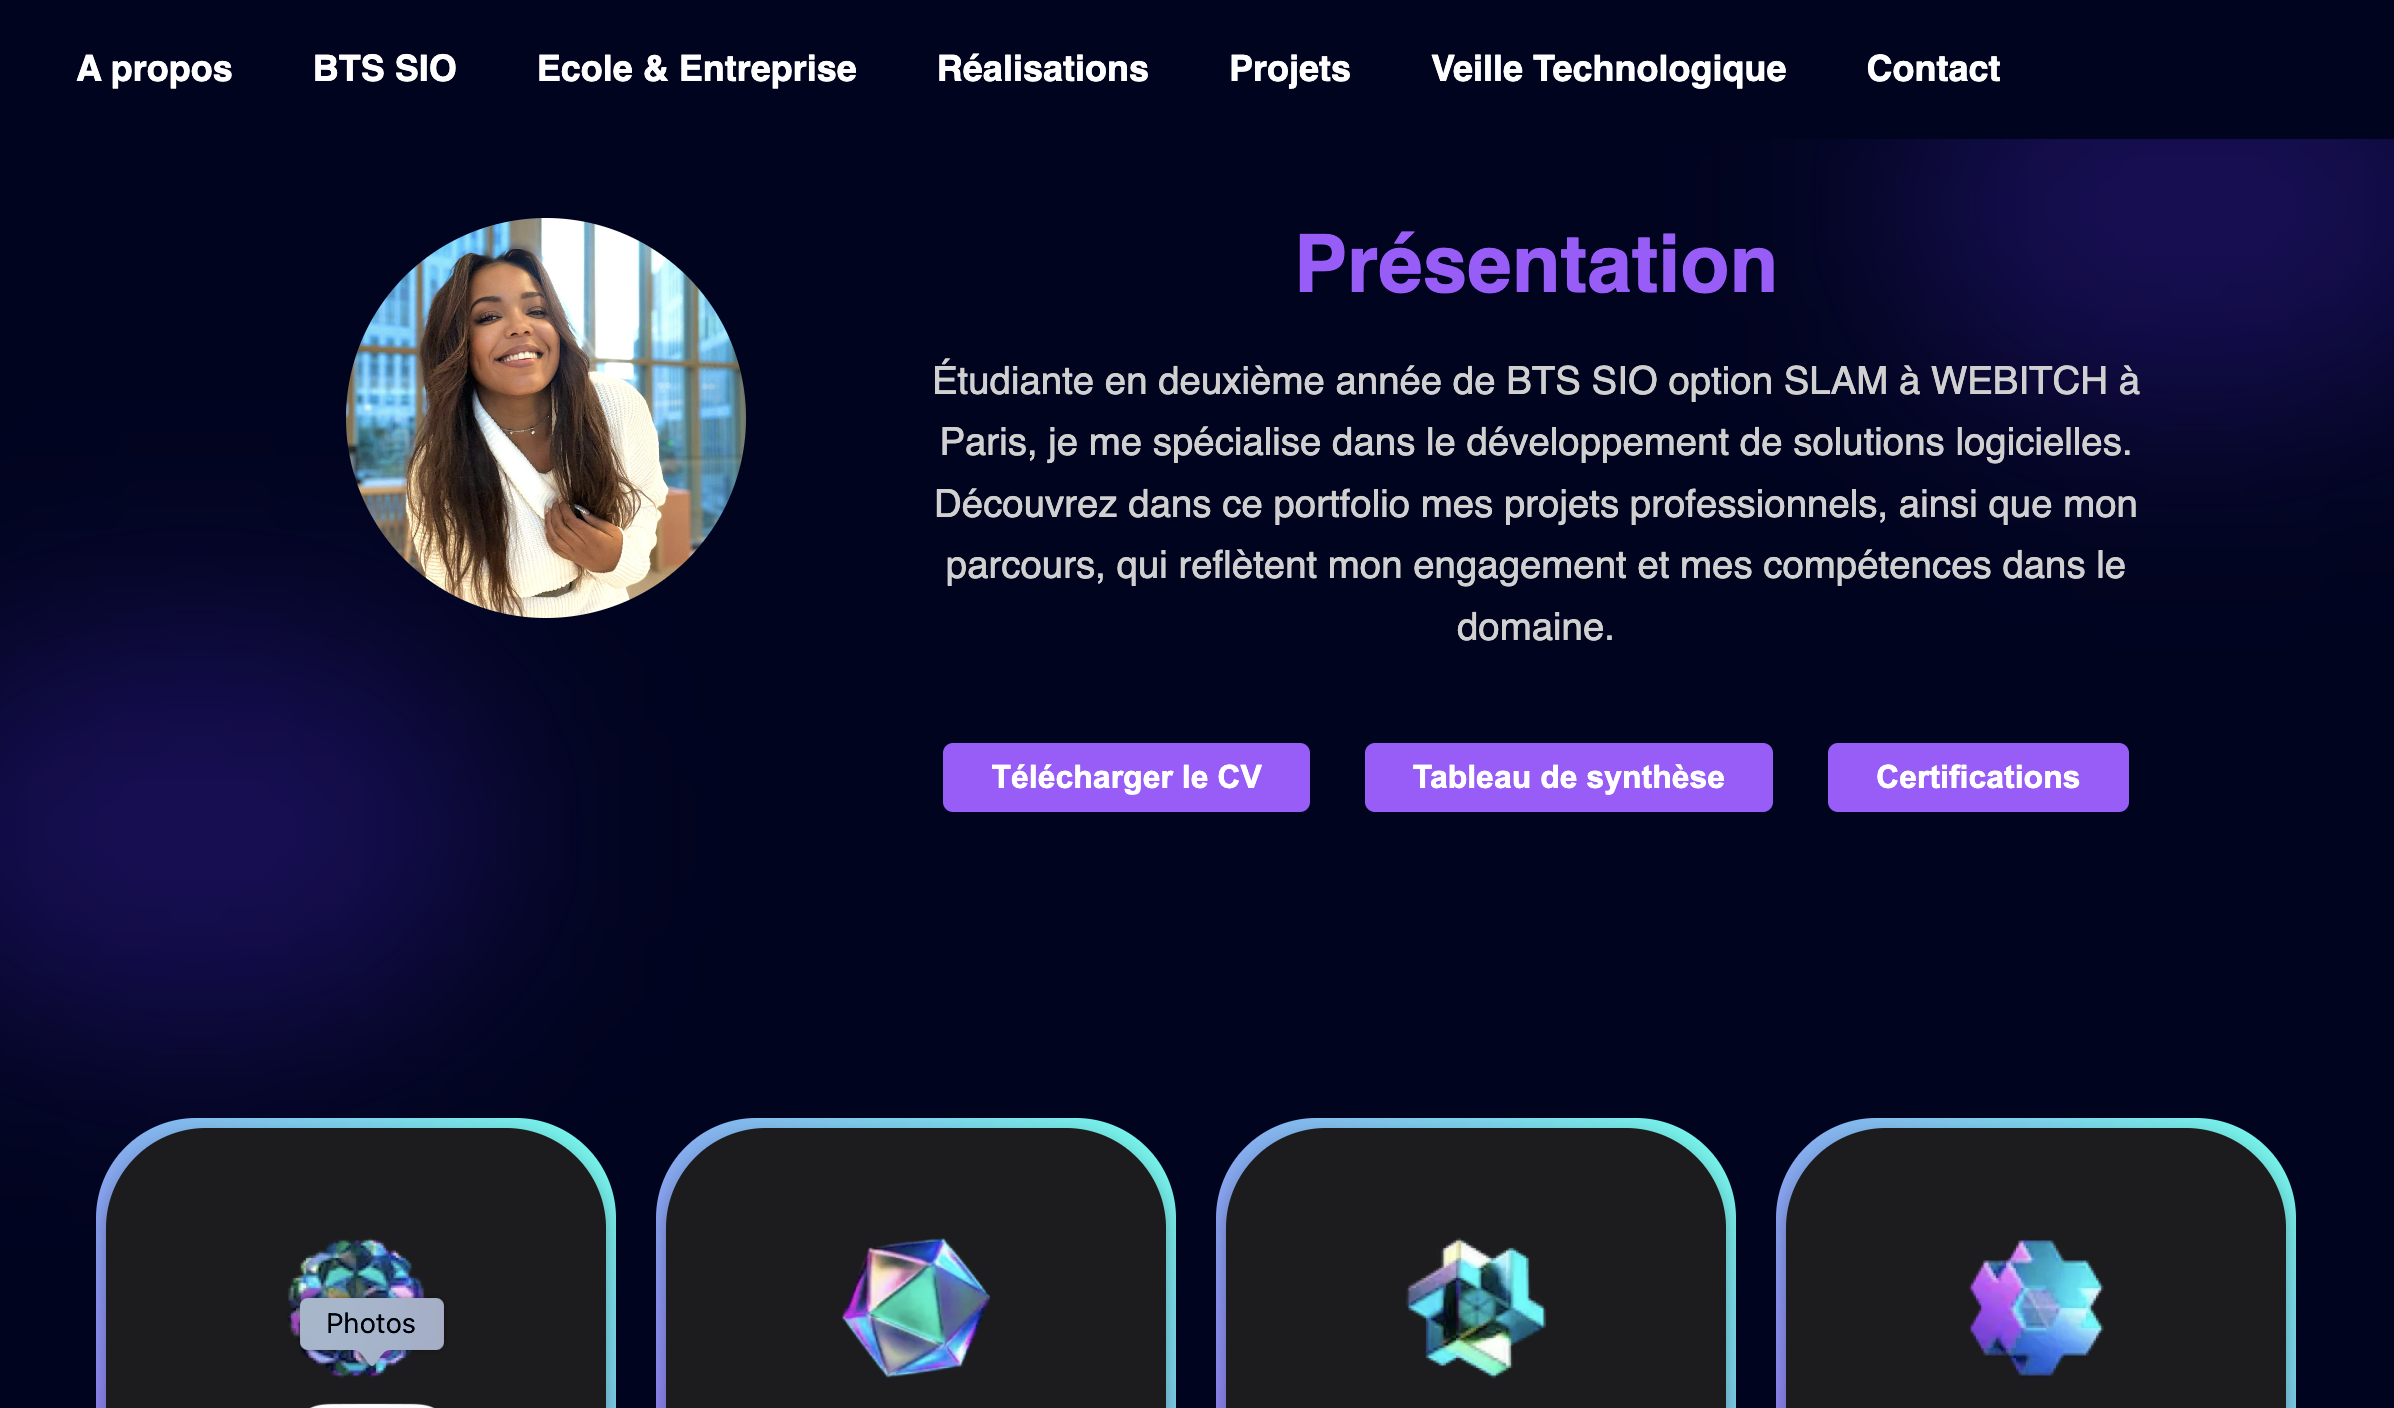 A propos BTS SIO Ecole & Entreprise Réalisations Projets Veille Technologique Contact
Présentation
Étudiante en deuxième année de BTS SIO option SLAM à WEBITCH à
Paris, je me spécialise dans le développement de solutions logicielles.
Découvrez dans ce portfolio mes projets professionnels, ainsi que mon
parcours, qui reflètent mon engagement et mes compétences dans le
domaine.
Télécharger le CV Tableau de synthèse Certifications
Photos